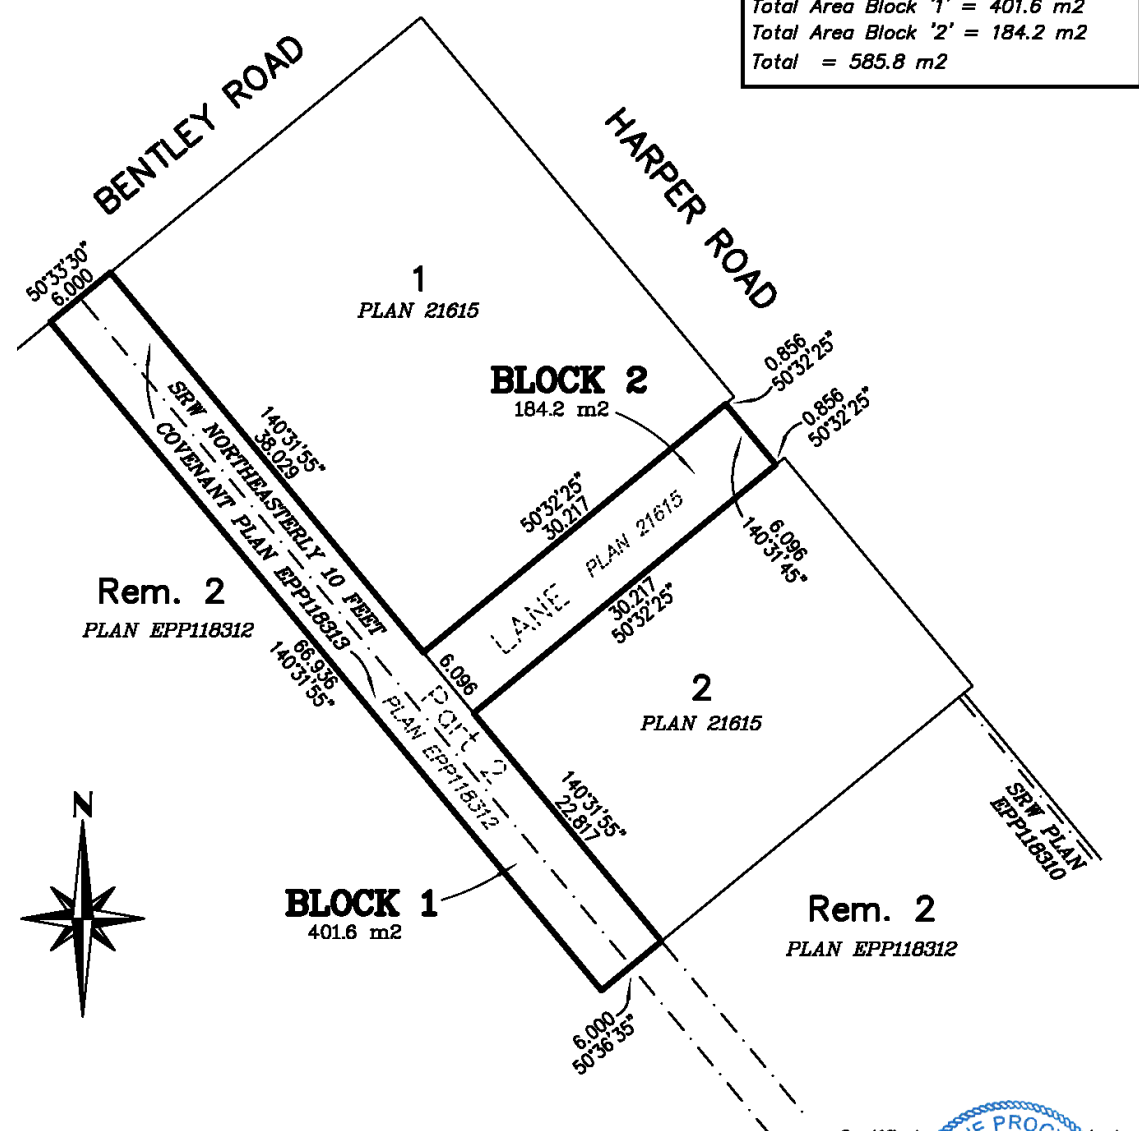 Total Area Block '1' = 401.6 m2
Total Area Block '2' = 184.2 m2
Total = 585.8 m2
BENTLEY ROAD
HARPER ROAD
50°33'30"
6.000
1
PLAN 21615
0.856
50°32'25"
BLOCK 2
184.2 m2
0.856
50°32'25"
SRW NORTHEASTERLY 10 FEET
COVENANT PLAN EPP118313
140°31'55"
38.029
50°32'25"
30.217
LANE PLAN 21615
6.096
140°31'45"
30.217
50°32'25"
Rem. 2
PLAN EPP118312
66.936
140°31'55"
6.096
Part 2
PLAN EPP118312
2
PLAN 21615
140°31'55"
22.817
SRW PLAN
EPP118310
N
BLOCK 1
401.6 m2
Rem. 2
PLAN EPP118312
6.000
50°36'35"